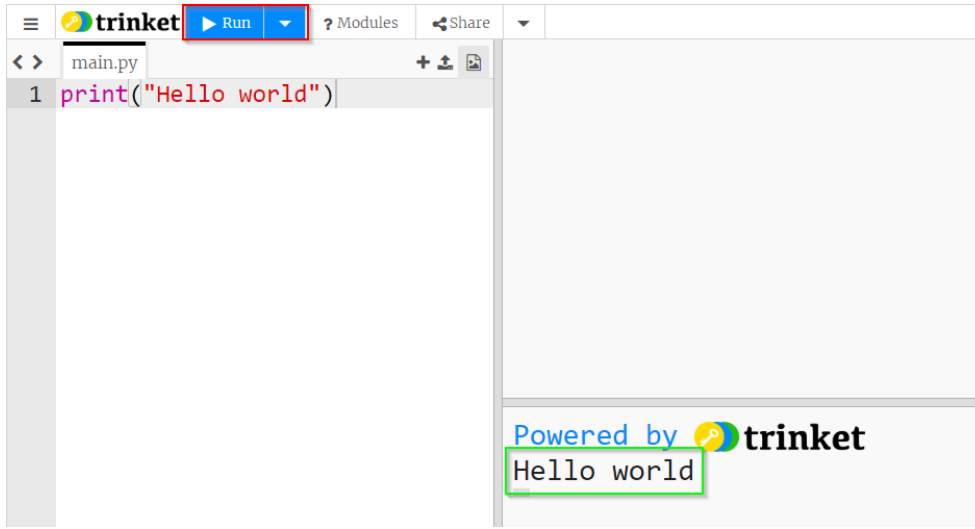 trinket Run ? Modules Share
main.py
1 print("Hello world")
Powered by trinket
Hello world